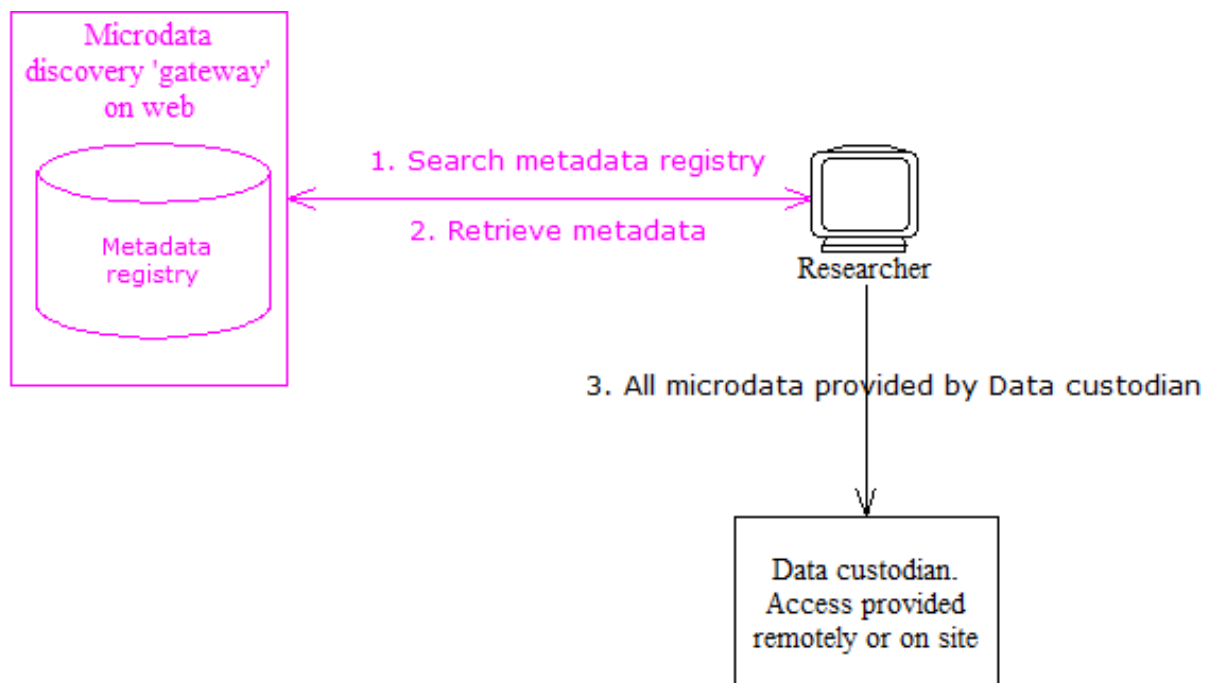 Microdata
discovery 'gateway'
on web
Metadata
registry
1. Search metadata registry
2. Retrieve metadata
Researcher
3. All microdata provided by Data custodian
Data custodian.
Access provided
remotely or on site